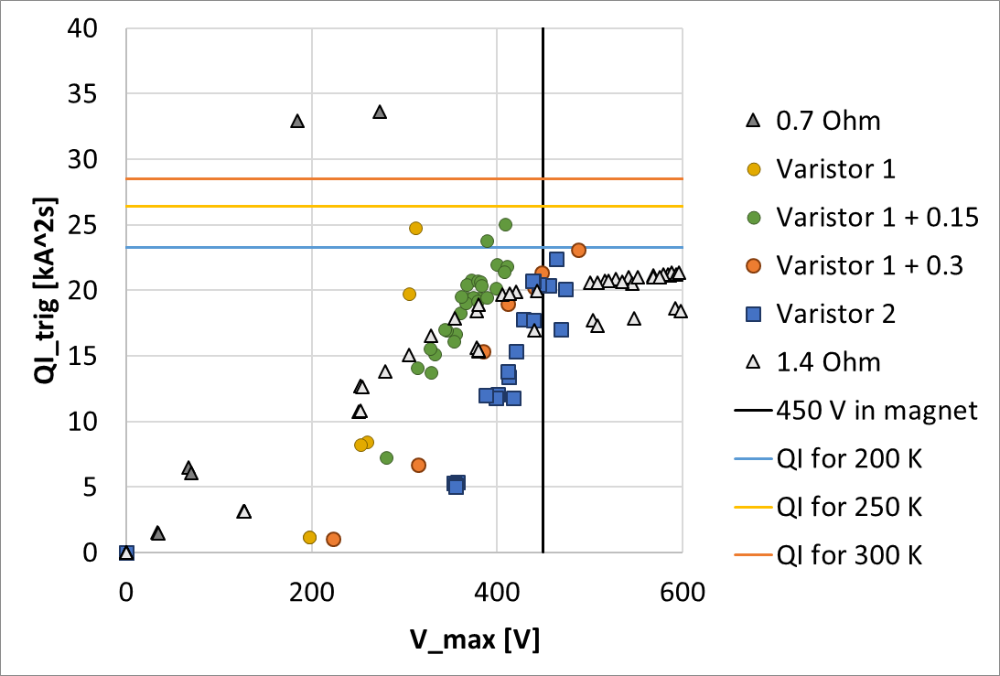 40
35
30
25
20
15
10
5
0
QI_trig [kA^2s]
0 200 400 600
V_max [V]
0.7 Ohm
Varistor 1
Varistor 1 + 0.15
Varistor 1 + 0.3
Varistor 2
1.4 Ohm
450 V in magnet
QI for 200 K
QI for 250 K
QI for 300 K